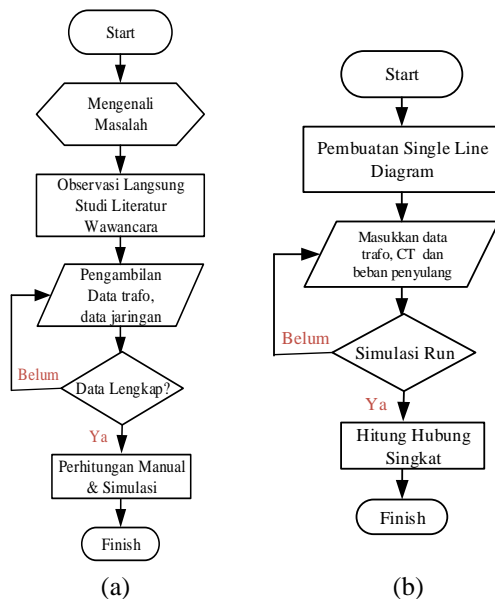 Start
Mengenali
Masalah
Observasi Langsung
Studi Literatur
Wawancara
Pengambilan
Data trafo,
data jaringan
Belum
Data Lengkap?
Ya
Perhitungan Manual
& Simulasi
Finish
(a)
Start
Pembuatan Single Line
Diagram
Masukkan data
trafo, CT dan
beban penyulang
Belum
Simulasi Run
Ya
Hitung Hubung
Singkat
Finish
(b)